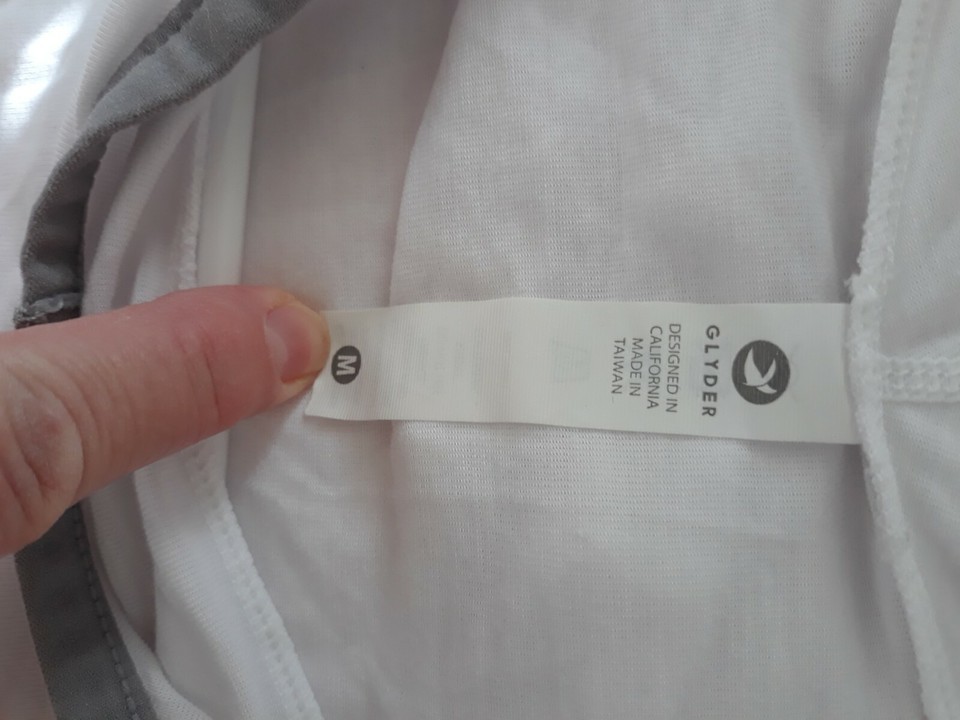 GLYDER
DESIGNED IN
CALIFORNIA
MADE IN
TAIWAN
M